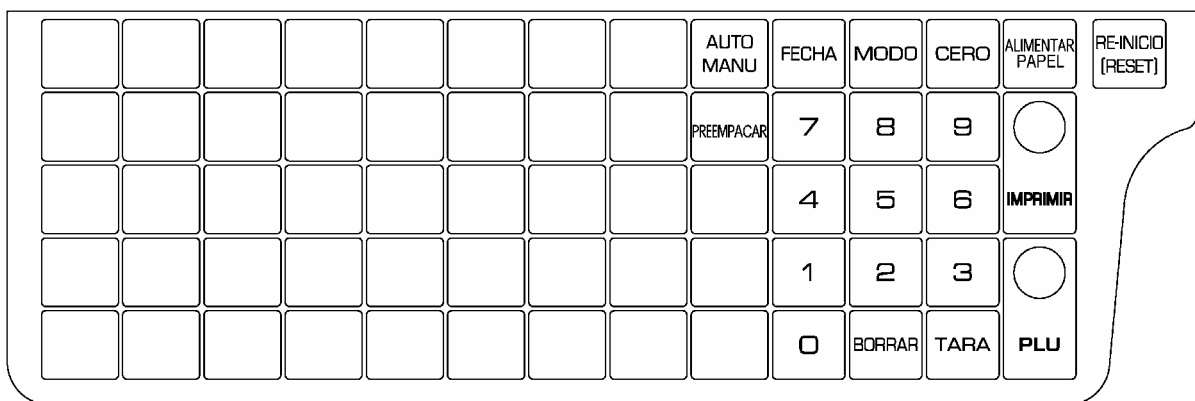 AUTO
MANU
FECHA
MODO
CERO
ALIMENTAR
PAPEL
RE-INICIO
(RESET)
PREEMPACAR
7
8
9
4
5
6
IMPRIMIR
1
2
3
0
BORRAR
TARA
PLU